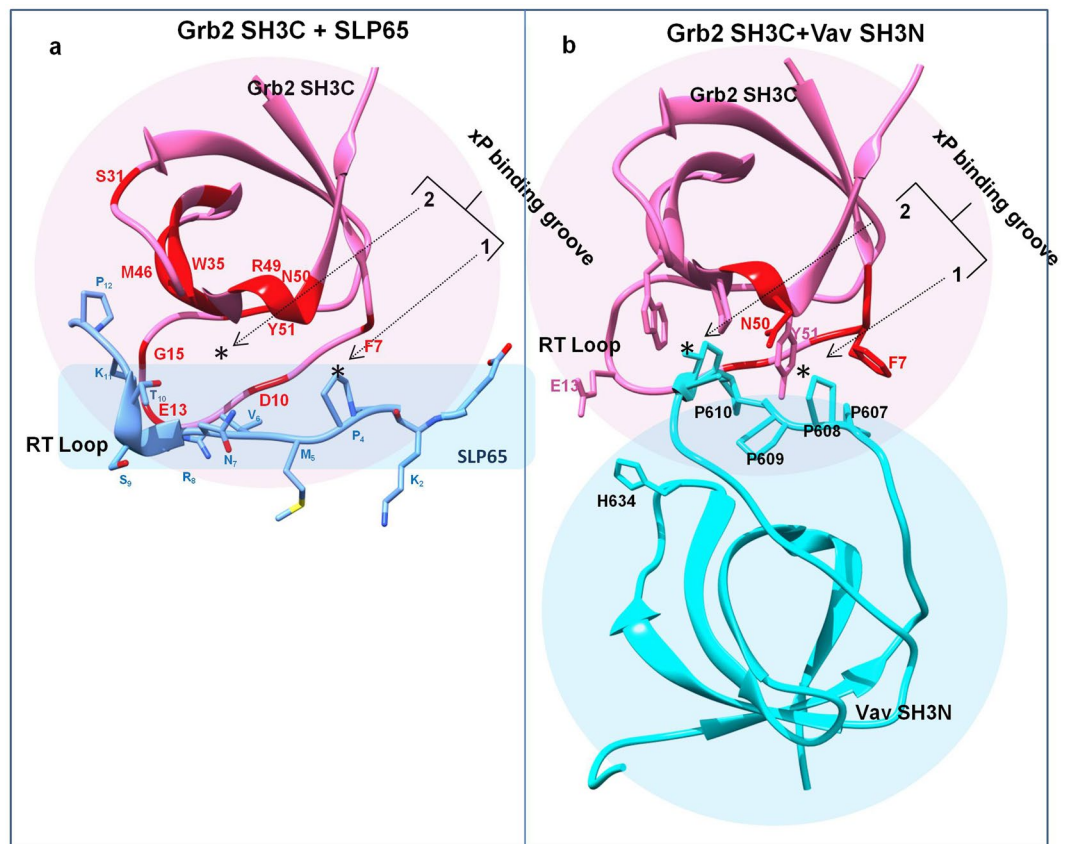 a
Grb2 SH3C + SLP65
Grb2 SH3C
xP binding groove
2
1
S31
M46
W35
R49
N50
Y51
F7
P12
G15
*
*
K11
T10
E13
D10
V6
RT Loop
P4
N7
M5
SLP65
S9
R8
K2
b
Grb2 SH3C+Vav SH3N
Grb2 SH3C
xP binding groove
2
1
N50
Y51
RT Loop
*
*
F7
E13
P610
P607
P608
P609
H634
Vav SH3N